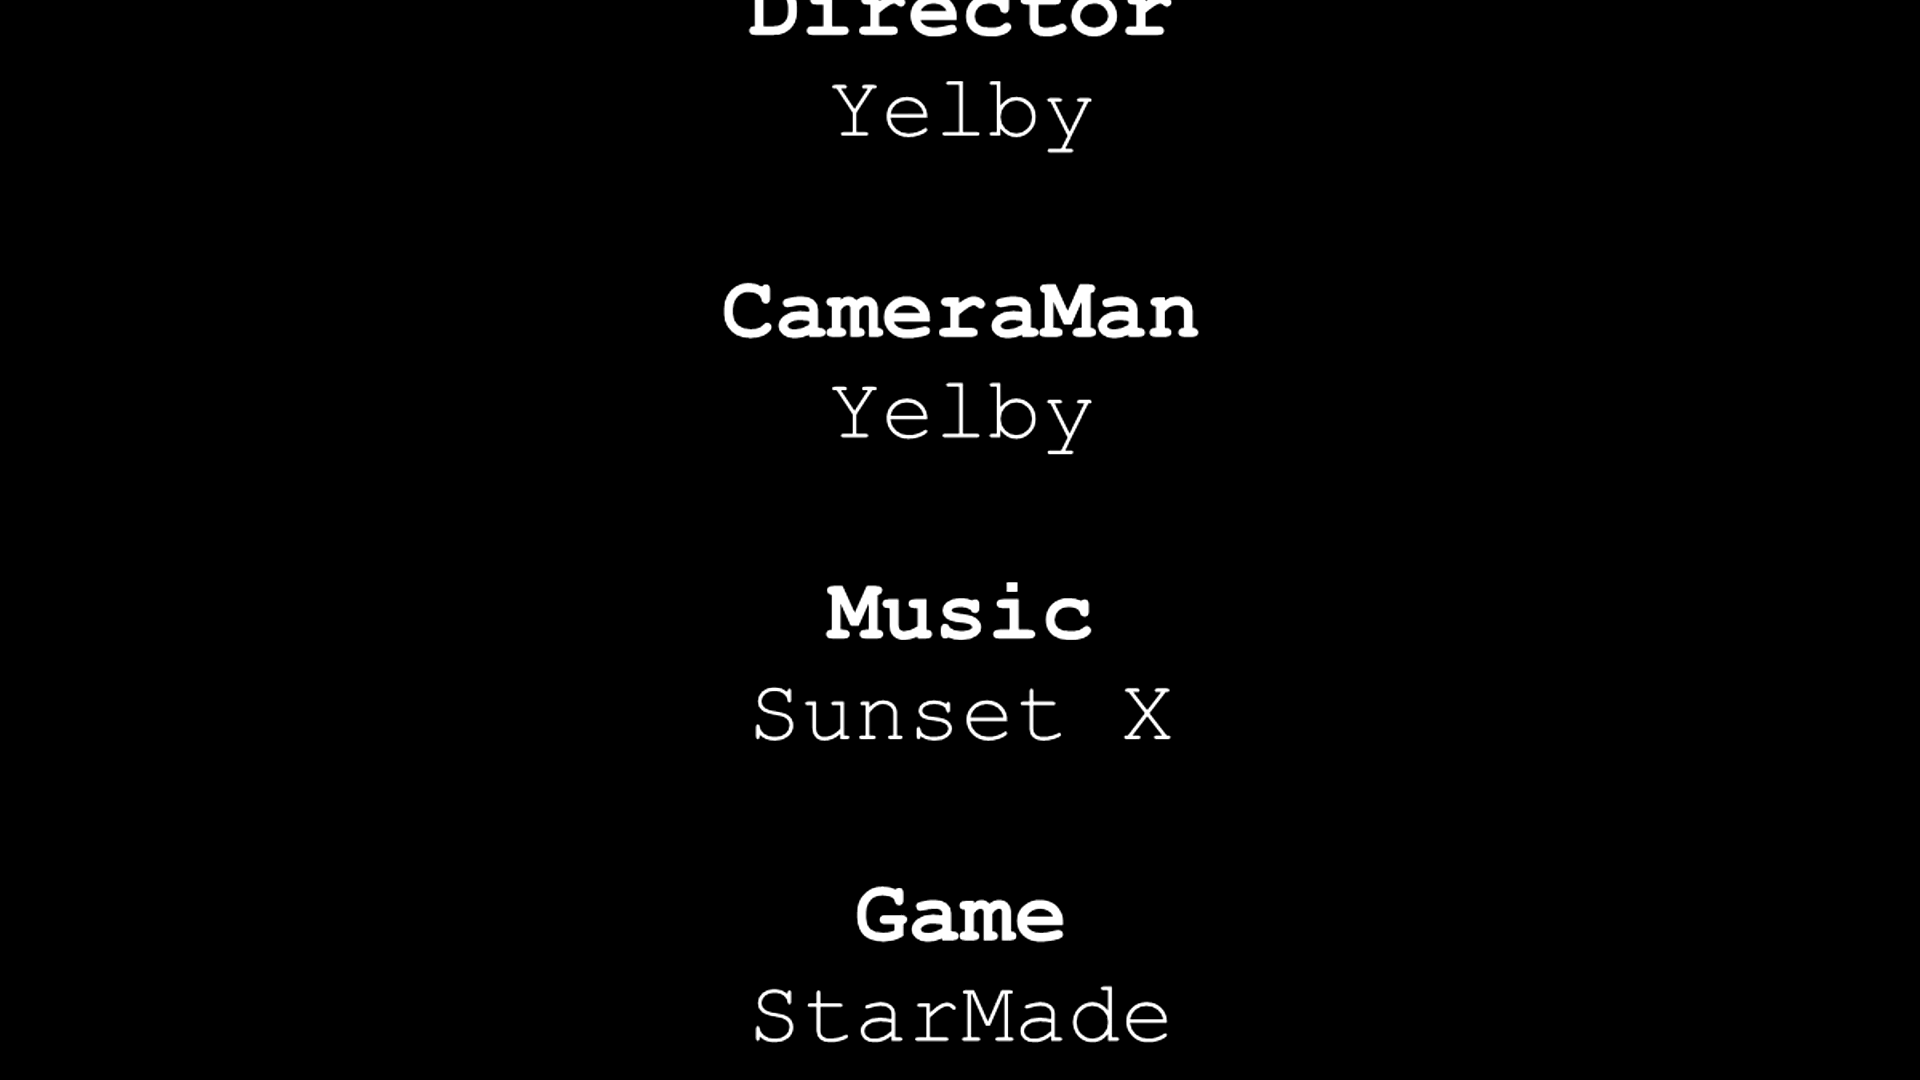 Director
Yelby
CameraMan
Yelby
Music
Sunset X
Game
StarMade